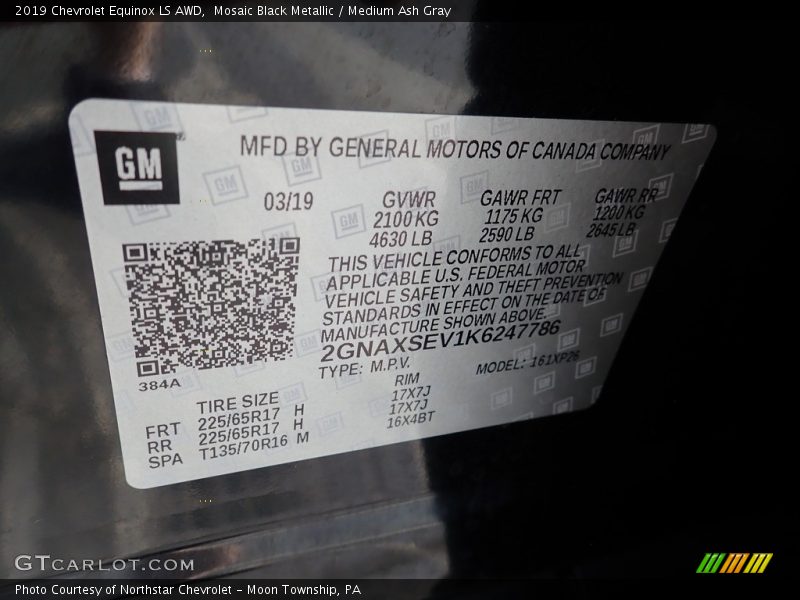 2019 Chevrolet Equinox LS AWD,  Mosaic Black Metallic / Medium Ash Gray
GM
MFD BY GENERAL MOTORS OF CANADA COMPANY
03/19 GVWR GAWR FRT GAWR RR
2100 KG 1175 KG 1200 KG
4630 LB 2590 LB 2645 LB
THIS VEHICLE CONFORMS TO ALL
APPLICABLE U.S. FEDERAL MOTOR
VEHICLE SAFETY AND THEFT PREVENTION
STANDARDS IN EFFECT ON THE DATE OF
MANUFACTURE SHOWN ABOVE.
2GNAXSEV1K6247786
384A TYPE: M.P.V. MODEL: 161XP26
TIRE SIZE RIM
FRT 225/65R17 H 17X7J
RR 225/65R17 H 17X7J
SPA T135/70R16 M 16X4BT
GTCARLOT.COM
Photo Courtesy of Northstar Chevrolet - Moon Township, PA